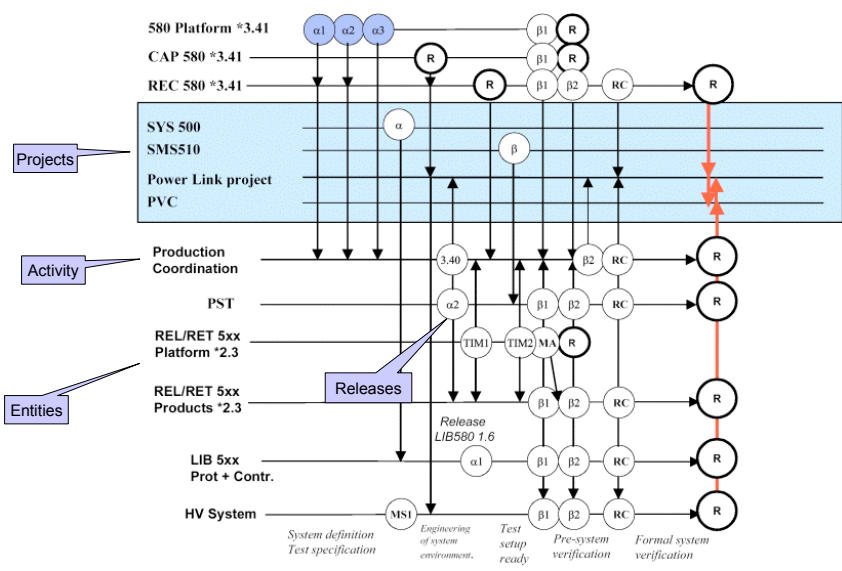 580 Platform *3.41 α1 α2 α3 β1 R
CAP 580 *3.41 R β1 R
REC 580 *3.41 R β1 β2 RC R
SYS 500 α
SMS510 β
Projects
Power Link project
PVC
Production
Coordination
3.40 β2 RC R
Activity
PST α2 β1 β2 RC R
REL/RET 5xx
Platform *2.3
TIM1 TIM2 MA R
Releases
Entities
REL/RET 5xx
Products *2.3
β1 β2 RC R
Release
LIB580 1.6
LIB 5xx
Prot + Contr.
α1 β1 β2 RC R
HV System MS1 β1 β2 RC R
System definition
Test specification
Engineering
of system
environment.
Test
setup
ready
Pre-system
verification
Formal system
verification